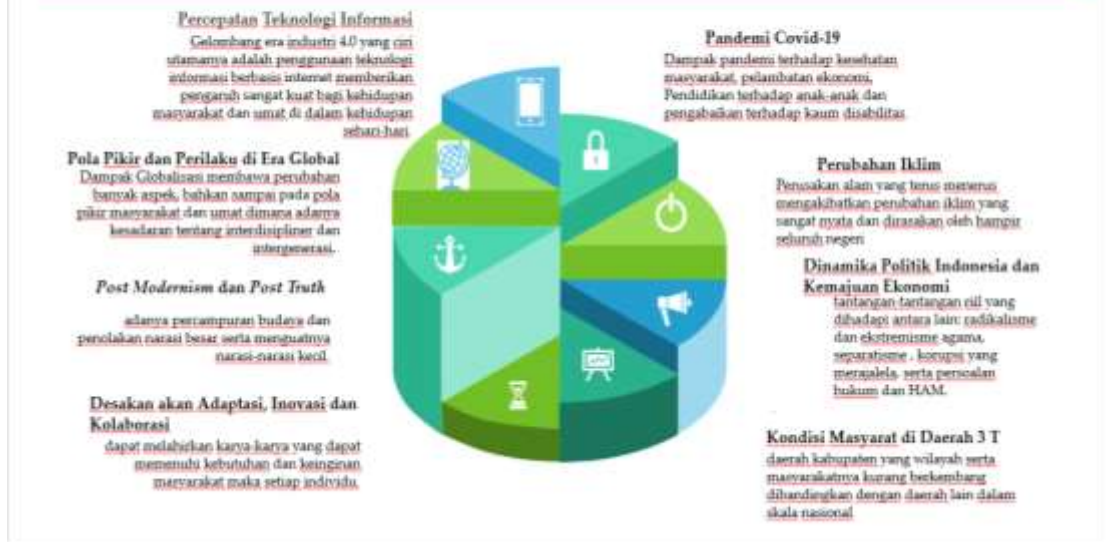 Percepatan Teknologi Informasi
Gelombang era industri 4.0 yang ciri
utamanya adalah penggunaan teknologi
informasi berbasis internet memberikan
pengaruh sangat kuat bagi kehidupan
masyarakat dan umat di dalam kehidupan
sehari-hari.
Pola Pikir dan Perilaku di Era Global
Dampak Globalisasi membawa perubahan
banyak aspek, bahkan sampai pada pola
pikir masyarakat dan umat dimana adanya
kesadaran tentang interdisipliner dan
intergenerasi.
Post Modernism dan Post Truth
adanya percampuran budaya dan
penolakan narasi besar serta menguatnya
narasi-narasi kecil.
Desakan akan Adaptasi, Inovasi dan
Kolaborasi
dapat melahirkan karya-karya yang dapat
memenuhi kebutuhan dan keinginan
masyarakat maka setiap individu.
Pandemi Covid-19
Dampak pandemi terhadap kesehatan
masyarakat, pelambatan ekonomi,
Pendidikan terhadap anak-anak dan
pengabaikan terhadap kaum disabilitas
Perubahan Iklim
Perusakan alam yang terus menerus
mengakibatkan perubahan iklim yang
sangat nyata dan dirasakan oleh hampir
seluruh negeri
Dinamika Politik Indonesia dan
Kemajuan Ekonomi
tantangan-tantangan riil yang
dihadapi antara lain: radikalisme
dan ekstremisme agama,
separatisme , korupsi yang
merajalela, serta persoalan
hukum dan HAM.
Kondisi Masyarat di Daerah 3 T
daerah kabupaten yang wilayah serta
masyarakatnya kurang berkembang
dibandingkan dengan daerah lain dalam
skala nasional